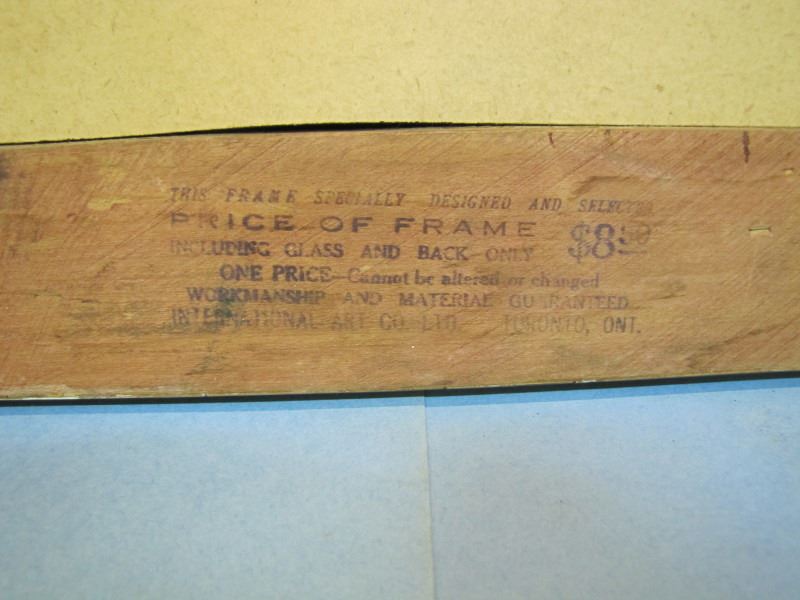 THIS FRAME SPECIALLY DESIGNED AND SELECTED
PRICE OF FRAME $8.50
INCLUDING GLASS AND BACK ONLY
ONE PRICE—Cannot be altered or changed
WORKMANSHIP AND MATERIAL GUARANTEED
INTERNATIONAL ART CO. LTD. TORONTO, ONT.